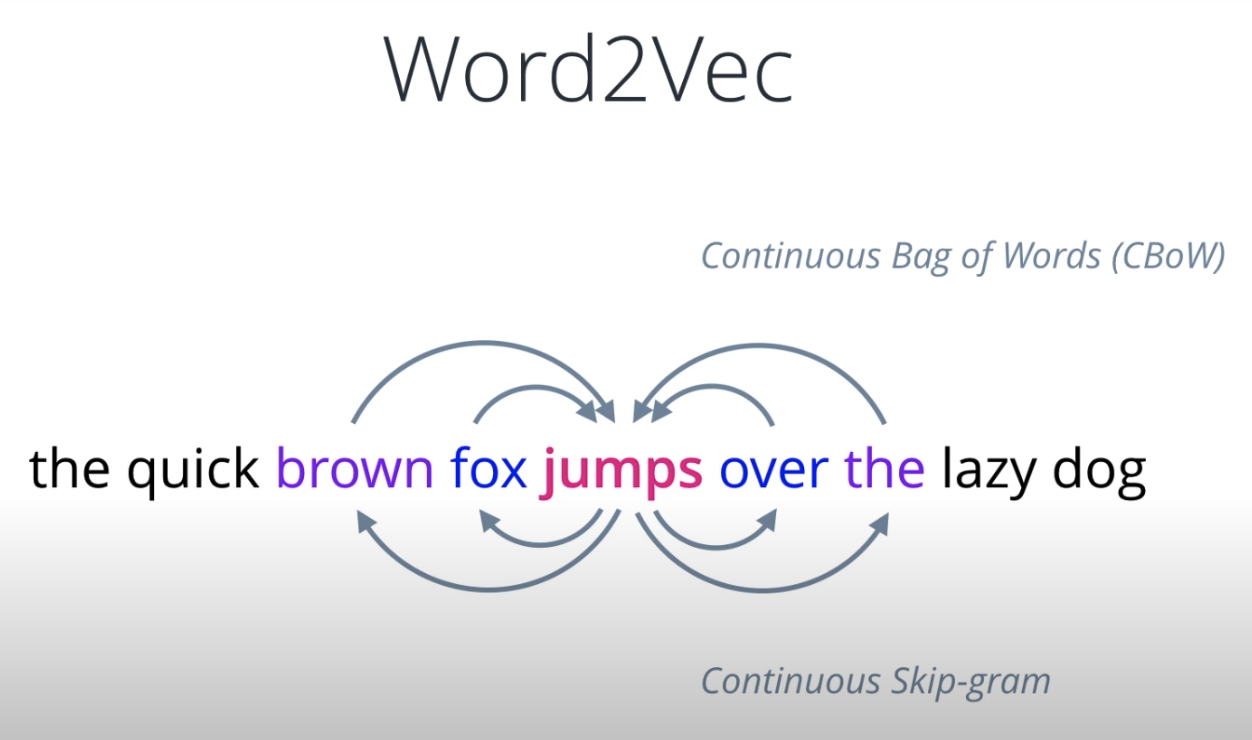 Word2Vec
Continuous Bag of Words (CBoW)
the quick brown fox jumps over the lazy dog
Continuous Skip-gram